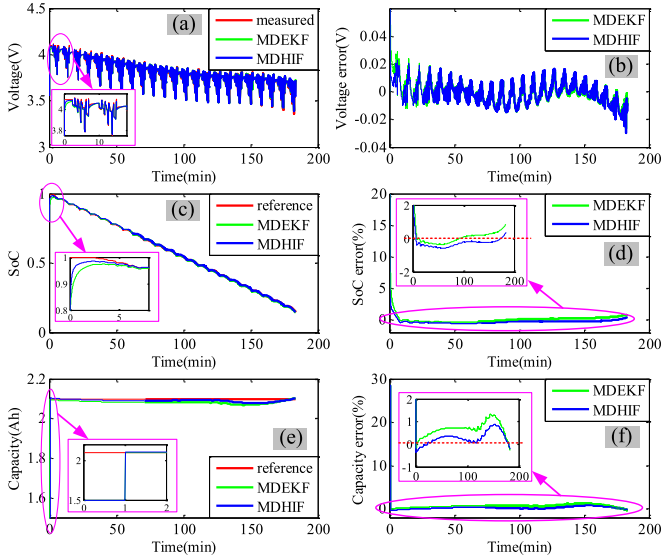 (a)
measured
MDEKF
MDHIF
Voltage(V)
4.5
4
3.5
3
4
3.75
0
10
0
50
100
150
200
Time(min)
(b)
MDEKF
MDHIF
Voltage error(V)
0.04
0.02
0
-0.02
-0.04
0
50
100
150
200
Time(min)
(c)
reference
MDEKF
MDHIF
SoC
1
0.5
0
1
0.9
0.8
0
5
0
50
100
150
200
Time(min)
(d)
MDEKF
MDHIF
SoC error(%)
20
15
10
5
0
2
0
-2
0
100
200
0
50
100
150
200
Time(min)
(e)
reference
MDEKF
MDHIF
Capacity(Ah)
2.2
2
1.8
1.6
2
1.5
0
1
2
0
50
100
150
200
Time(min)
(f)
MDEKF
MDHIF
Capacity error(%)
30
20
10
0
1
0
-1
0
100
200
0
50
100
150
200
Time(min)